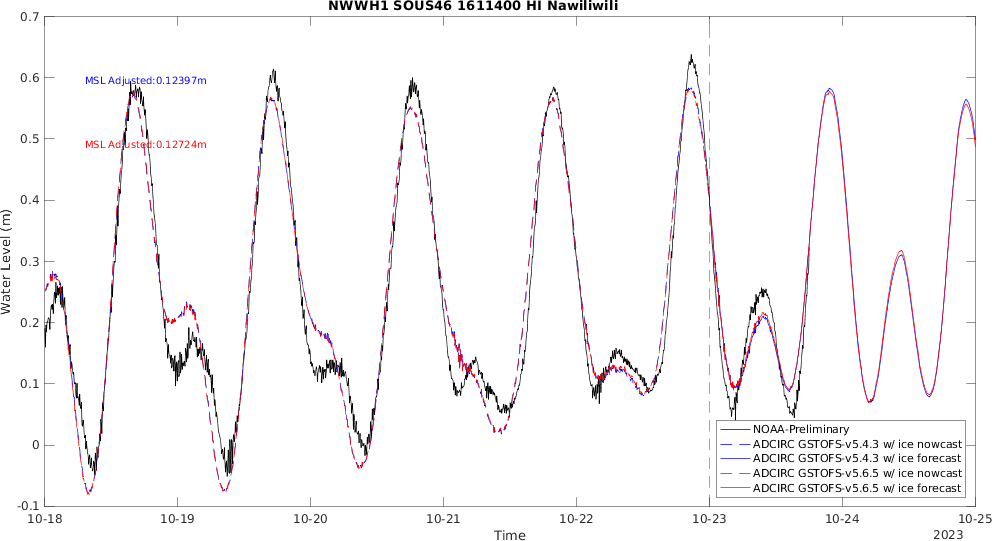 NWWH1 SOUS46 1611400 HI Nawiliwili
0.7
0.6
0.5
0.4
0.3
0.2
0.1
0
-0.1
Water Level (m)
MSL Adjusted:0.12397m
MSL Adjusted:0.12724m
NOAA-Preliminary
ADCIRC GSTOFS-v5.4.3 w/ ice nowcast
ADCIRC GSTOFS-v5.4.3 w/ ice forecast
ADCIRC GSTOFS-v5.6.5 w/ ice nowcast
ADCIRC GSTOFS-v5.6.5 w/ ice forecast
10-18 10-19 10-20 10-21 10-22 10-23 10-24 10-25
Time
2023